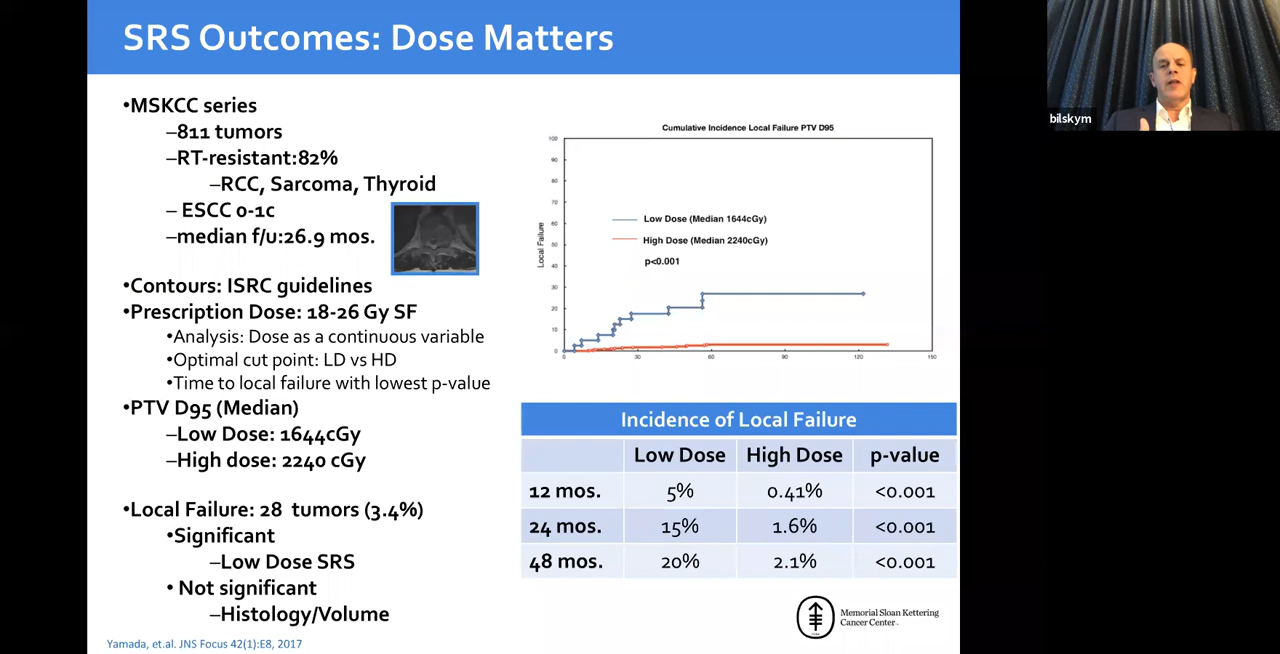 SRS Outcomes: Dose Matters
•MSKCC series
–811 tumors
–RT-resistant:82%
–RCC, Sarcoma, Thyroid
– ESCC 0-1c
–median f/u:26.9 mos.
•Contours: ISRC guidelines
•Prescription Dose: 18-26 Gy SF
•Analysis: Dose as a continuous variable
•Optimal cut point: LD vs HD
•Time to local failure with lowest p-value
•PTV D95 (Median)
–Low Dose: 1644cGy
–High dose: 2240 cGy
•Local Failure: 28 tumors (3.4%)
•Significant
–Low Dose SRS
• Not significant
–Histology/Volume
Yamada, et.al. JNS Focus 42(1):E8, 2017
Cumulative Incidence Local Failure PTV D95
Local Failure
100
90
80
70
60
50
40
30
20
10
0
0 30 60 90 120 150
Low Dose (Median 1644cGy)
High Dose (Median 2240cGy)
p<0.001
Incidence of Local Failure
Low Dose High Dose p-value
12 mos. 5% 0.41% <0.001
24 mos. 15% 1.6% <0.001
48 mos. 20% 2.1% <0.001
Memorial Sloan Kettering
Cancer Center
bilskym